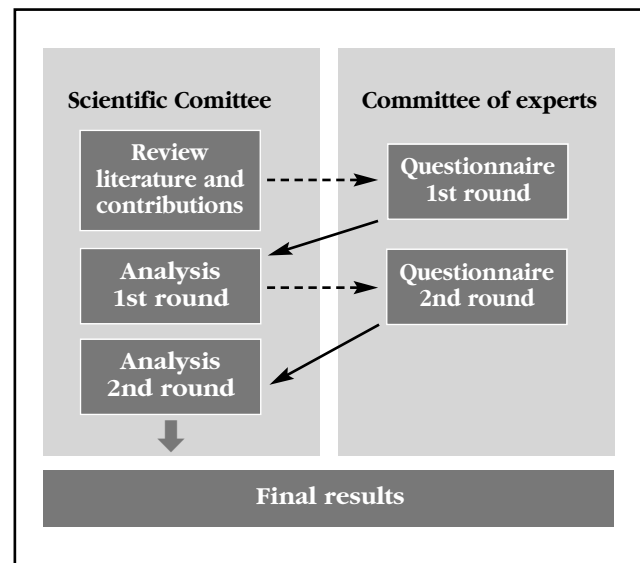 Scientific Comittee
Review
literature and
contributions
Analysis
1st round
Analysis
2nd round
Committee of experts
Questionnaire
1st round
Questionnaire
2nd round
Final results